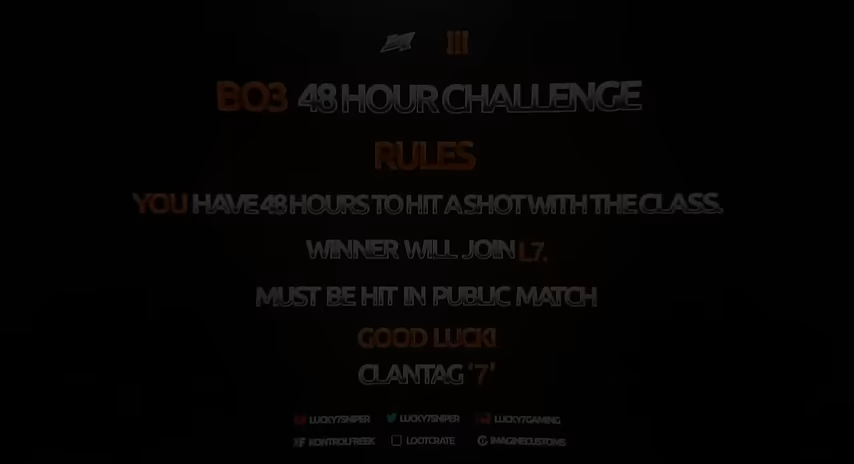 III
BO3 48 HOUR CHALLENGE
RULES
YOU HAVE 48 HOURS TO HIT A SHOT WITH THE CLASS.
WINNER WILL JOIN L7.
MUST BE HIT IN PUBLIC MATCH
GOOD LUCK!
CLANTAG ‘7’
LUCKY7SNIPER LUCKY7SNIPER LUCKY7GAMING
KONTROLFREEK LOOTCRATE IMAGINECUSTOMS